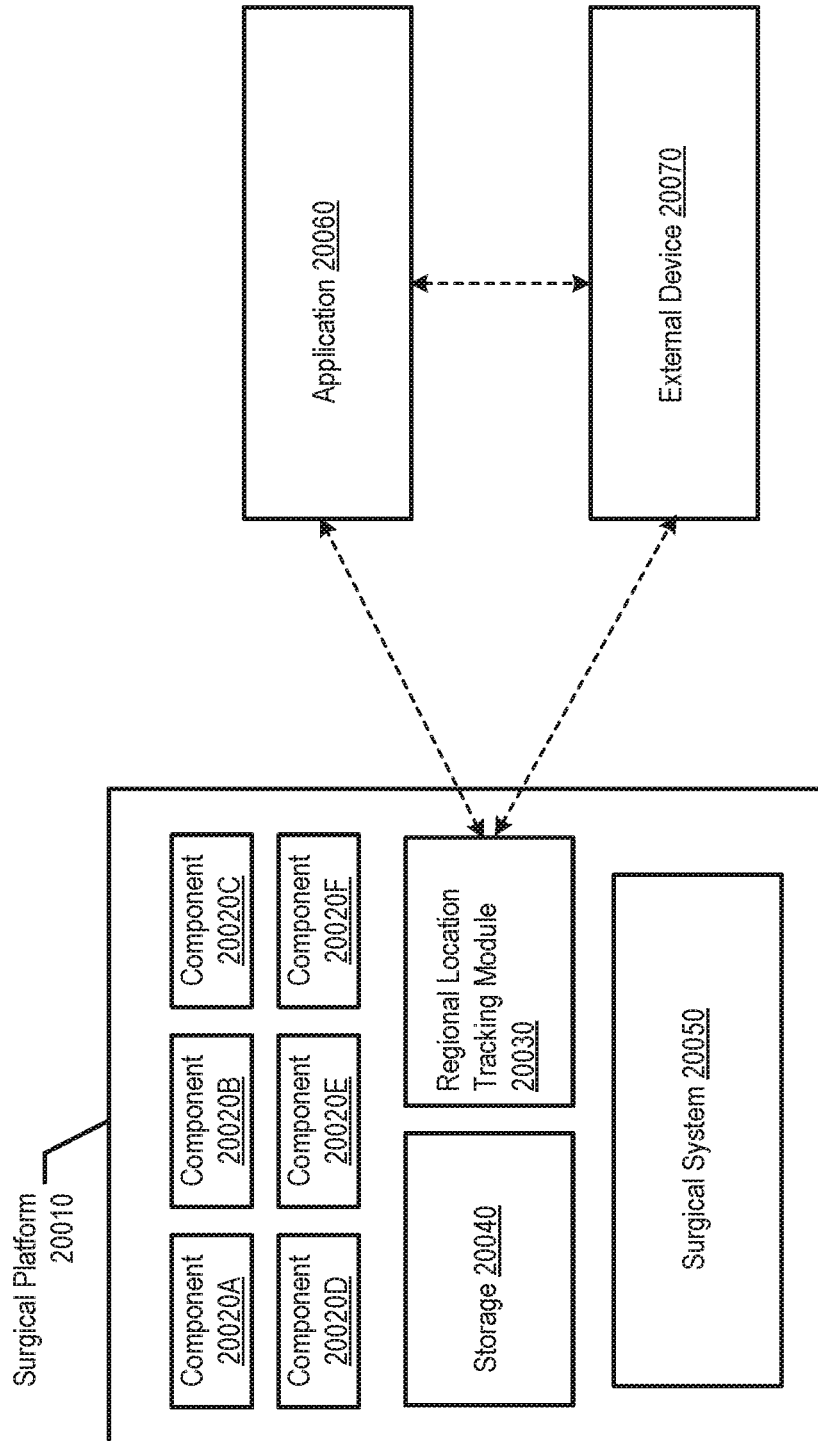 Surgical Platform
20010
Component
20020A
Component
20020B
Component
20020C
Component
20020D
Component
20020E
Component
20020F
Storage 20040
Regional Location
Tracking Module
20030
Surgical System 20050
Application 20060
External Device 20070